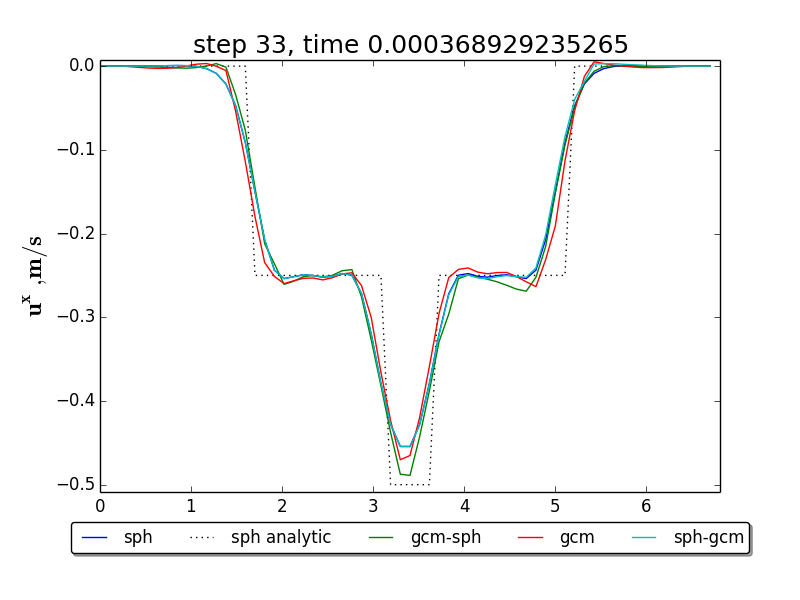 step 33, time 0.000368929235265
0.0
−0.1
−0.2
−0.3
−0.4
−0.5
u^x ,m/s
0 1 2 3 4 5 6
sph sph analytic gcm-sph gcm sph-gcm